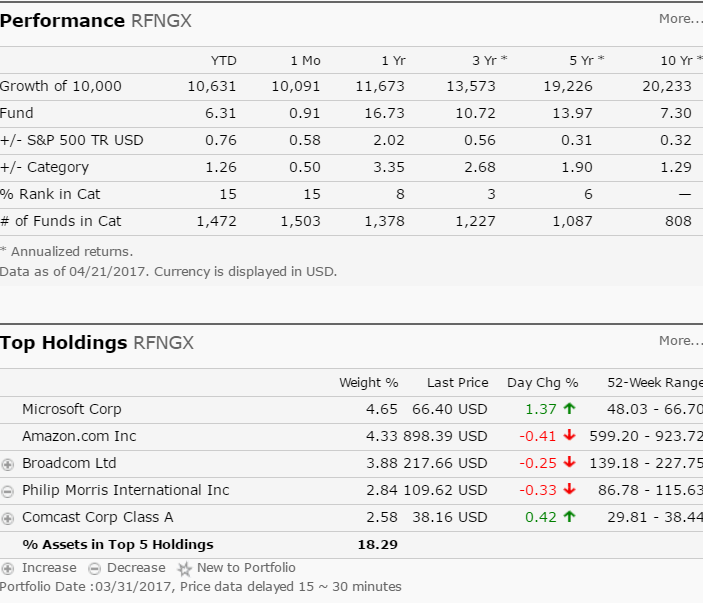 Performance RFNGX More...
YTD 1 Mo 1 Yr 3 Yr * 5 Yr * 10 Yr *
Growth of 10,000 10,631 10,091 11,673 13,573 19,226 20,233
Fund 6.31 0.91 16.73 10.72 13.97 7.30
+/- S&P 500 TR USD 0.76 0.58 2.02 0.56 0.31 0.32
+/- Category 1.26 0.50 3.35 2.68 1.90 1.29
% Rank in Cat 15 15 8 3 6 —
# of Funds in Cat 1,472 1,503 1,378 1,227 1,087 808
* Annualized returns.
Data as of 04/21/2017. Currency is displayed in USD.
Top Holdings RFNGX More...
Weight % Last Price Day Chg % 52-Week Range
Microsoft Corp 4.65 66.40 USD 1.37 48.03 - 66.70
Amazon.com Inc 4.33 898.39 USD -0.41 599.20 - 923.72
Broadcom Ltd 3.88 217.66 USD -0.25 139.18 - 227.75
Philip Morris International Inc 2.84 109.62 USD -0.33 86.78 - 115.63
Comcast Corp Class A 2.58 38.16 USD 0.42 29.81 - 38.44
% Assets in Top 5 Holdings 18.29
Increase Decrease New to Portfolio
Portfolio Date :03/31/2017, Price data delayed 15 ~ 30 minutes